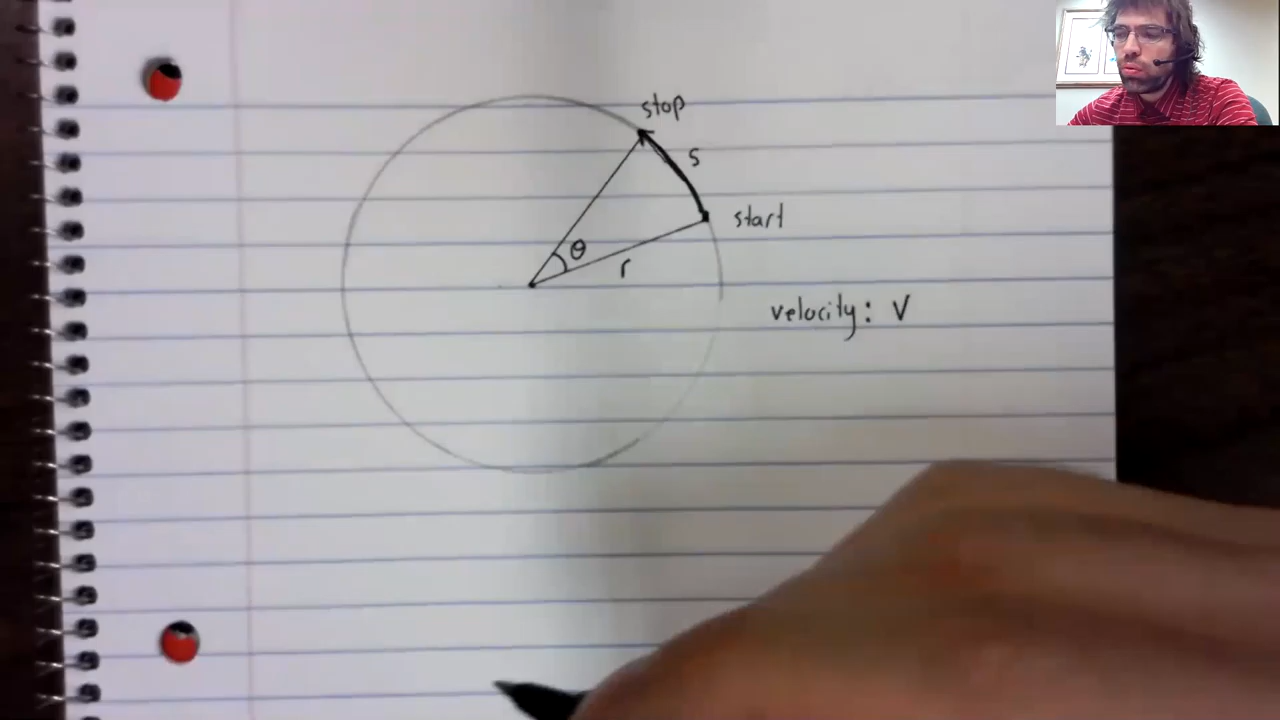 stop
s
start
θ
r
velocity: v